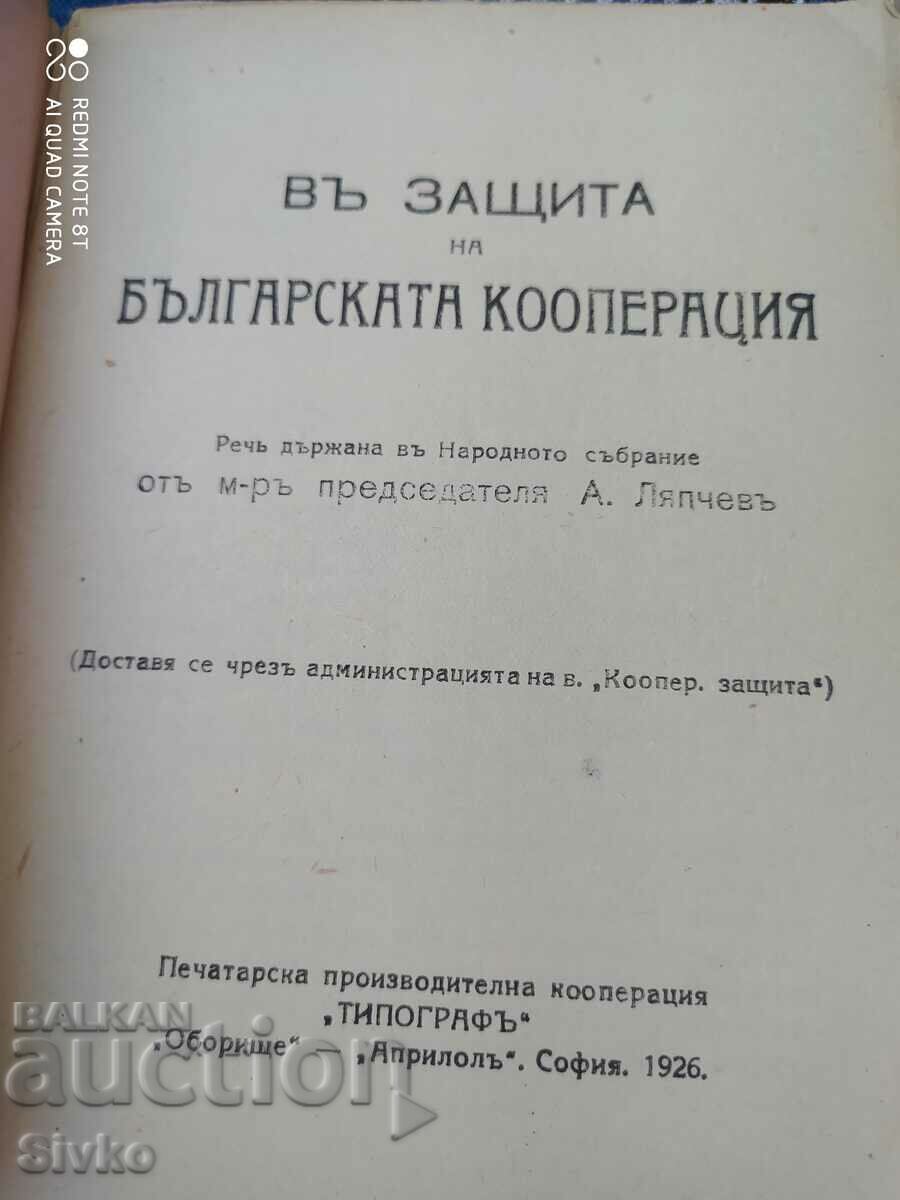 REDMI NOTE 8T
AI QUAD CAMERA
ВЪ ЗАЩИТА
НА
БЪЛГАРСКАТА КООПЕРАЦИЯ
Речь държана въ Народното събрание
отъ м-ръ председателя А. Ляпчевъ
(Доставя се чрезъ администрацията на в. „Коопер. защита“)
Печатарска производителна кооперация
„ТИПОГРАФЪ“
„Оборище“ — „Априлолъ“. София. 1926.
BALKAN
auction
Sivko